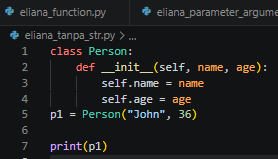 eliana_function.py eliana_parameter_argume
eliana_tanpa_str.py > ...
1 class Person:
2     def __init__(self, name, age):
3         self.name = name
4         self.age = age
5 p1 = Person("John", 36)
6
7 print(p1)